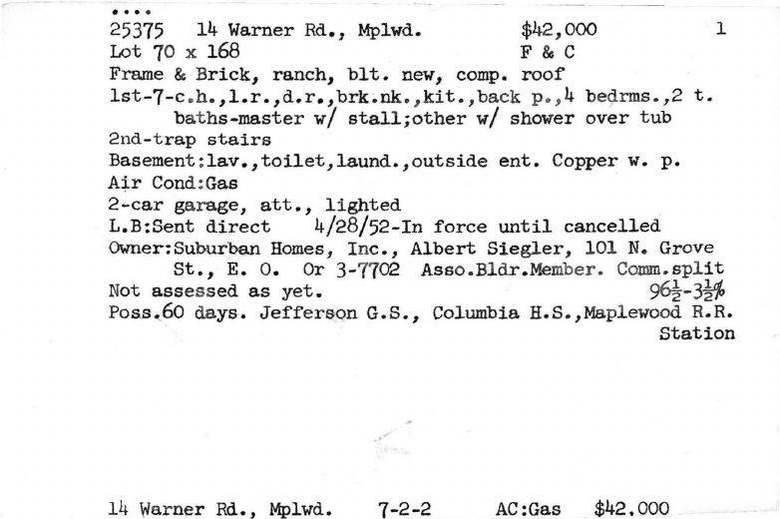 25375 14 Warner Rd., Mplwd. $42,000 1
Lot 70 x 168 F & C
Frame & Brick, ranch, blt. new, comp. roof
1st-7-c.h.,l.r.,d.r.,brk.nk.,kit.,back p.,4 bedrms.,2 t.
baths-master w/ stall;other w/ shower over tub
2nd-trap stairs
Basement:lav.,toilet,laund.,outside ent. Copper w. p.
Air Cond:Gas
2-car garage, att., lighted
L.B:Sent direct 4/28/52-In force until cancelled
Owner:Suburban Homes, Inc., Albert Siegler, 101 N. Grove
St., E. O. Or 3-7702 Asso.Bldr.Member. Comm.split
Not assessed as yet. 96½-3½%
Poss.60 days. Jefferson G.S., Columbia H.S.,Maplewood R.R.
Station
14 Warner Rd., Mplwd. 7-2-2 AC:Gas $42,000